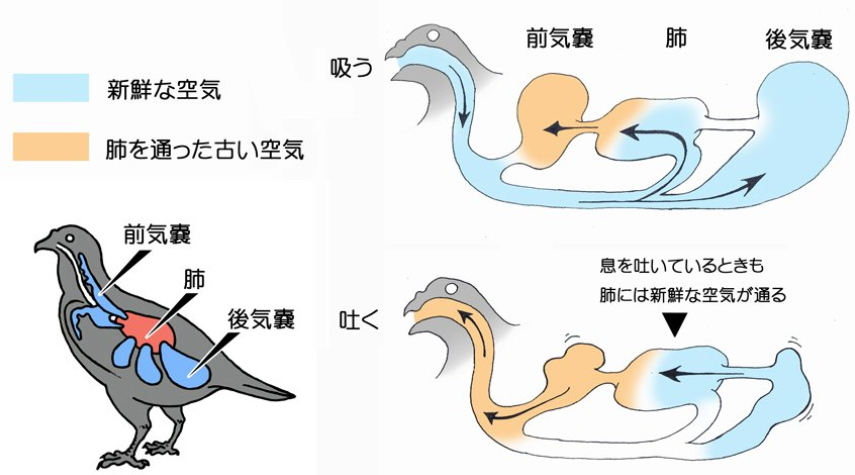 前気嚢
肺
後気嚢
吸う
新鮮な空気
肺を通った古い空気
前気嚢
肺
後気嚢
吐く
息を吐いているときも
肺には新鮮な空気が通る